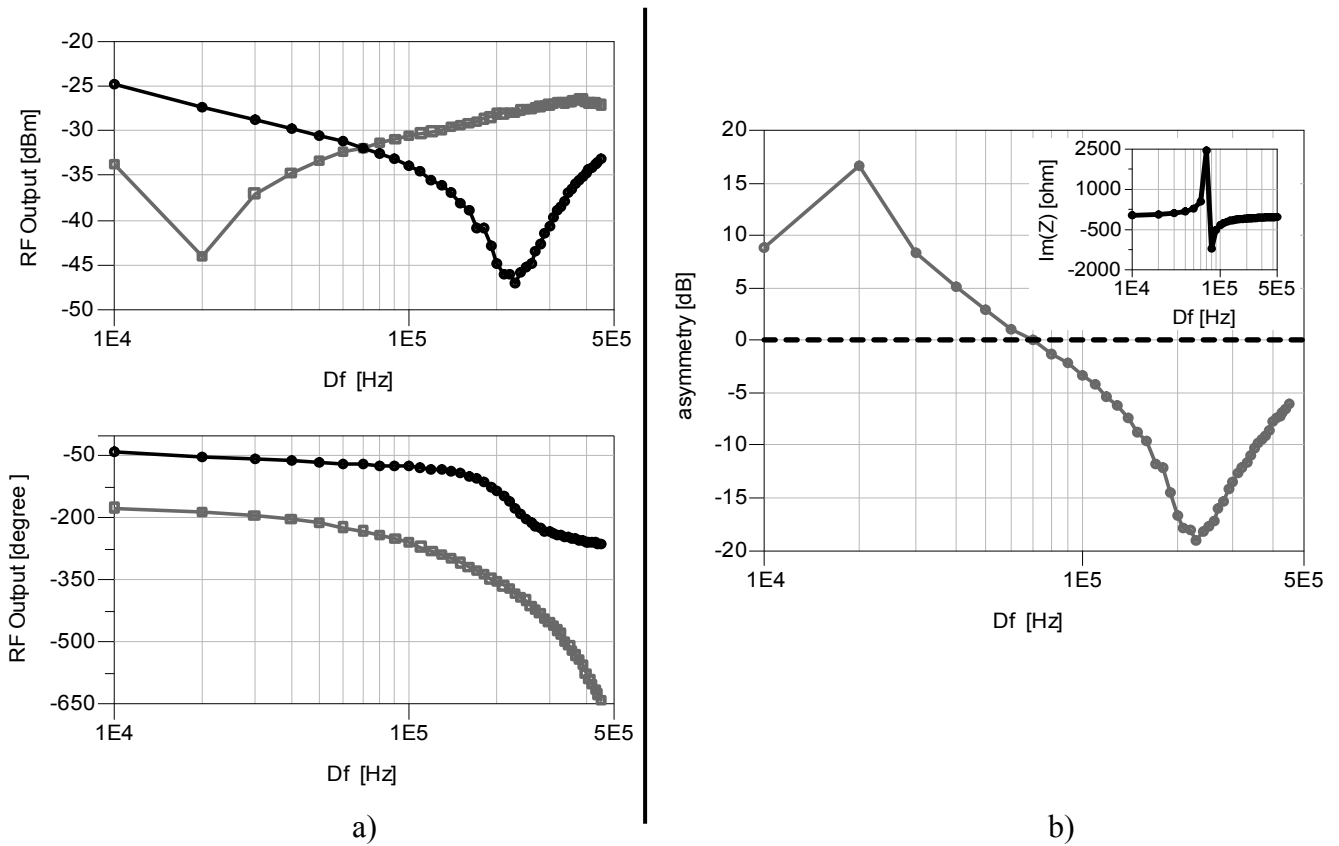 -20
-25
-30
-35
-40
-45
-50
RF Output [dBm]
1E4
1E5
5E5
Df [Hz]
-50
-200
-350
-500
-650
RF Output [degree ]
1E4
1E5
5E5
Df [Hz]
a)
20
15
10
5
0
-5
-10
-15
-20
asymmetry [dB]
1E4
1E5
5E5
Df [Hz]
2500
1000
-500
-2000
Im(Z) [ohm]
1E4
1E5
5E5
Df [Hz]
b)